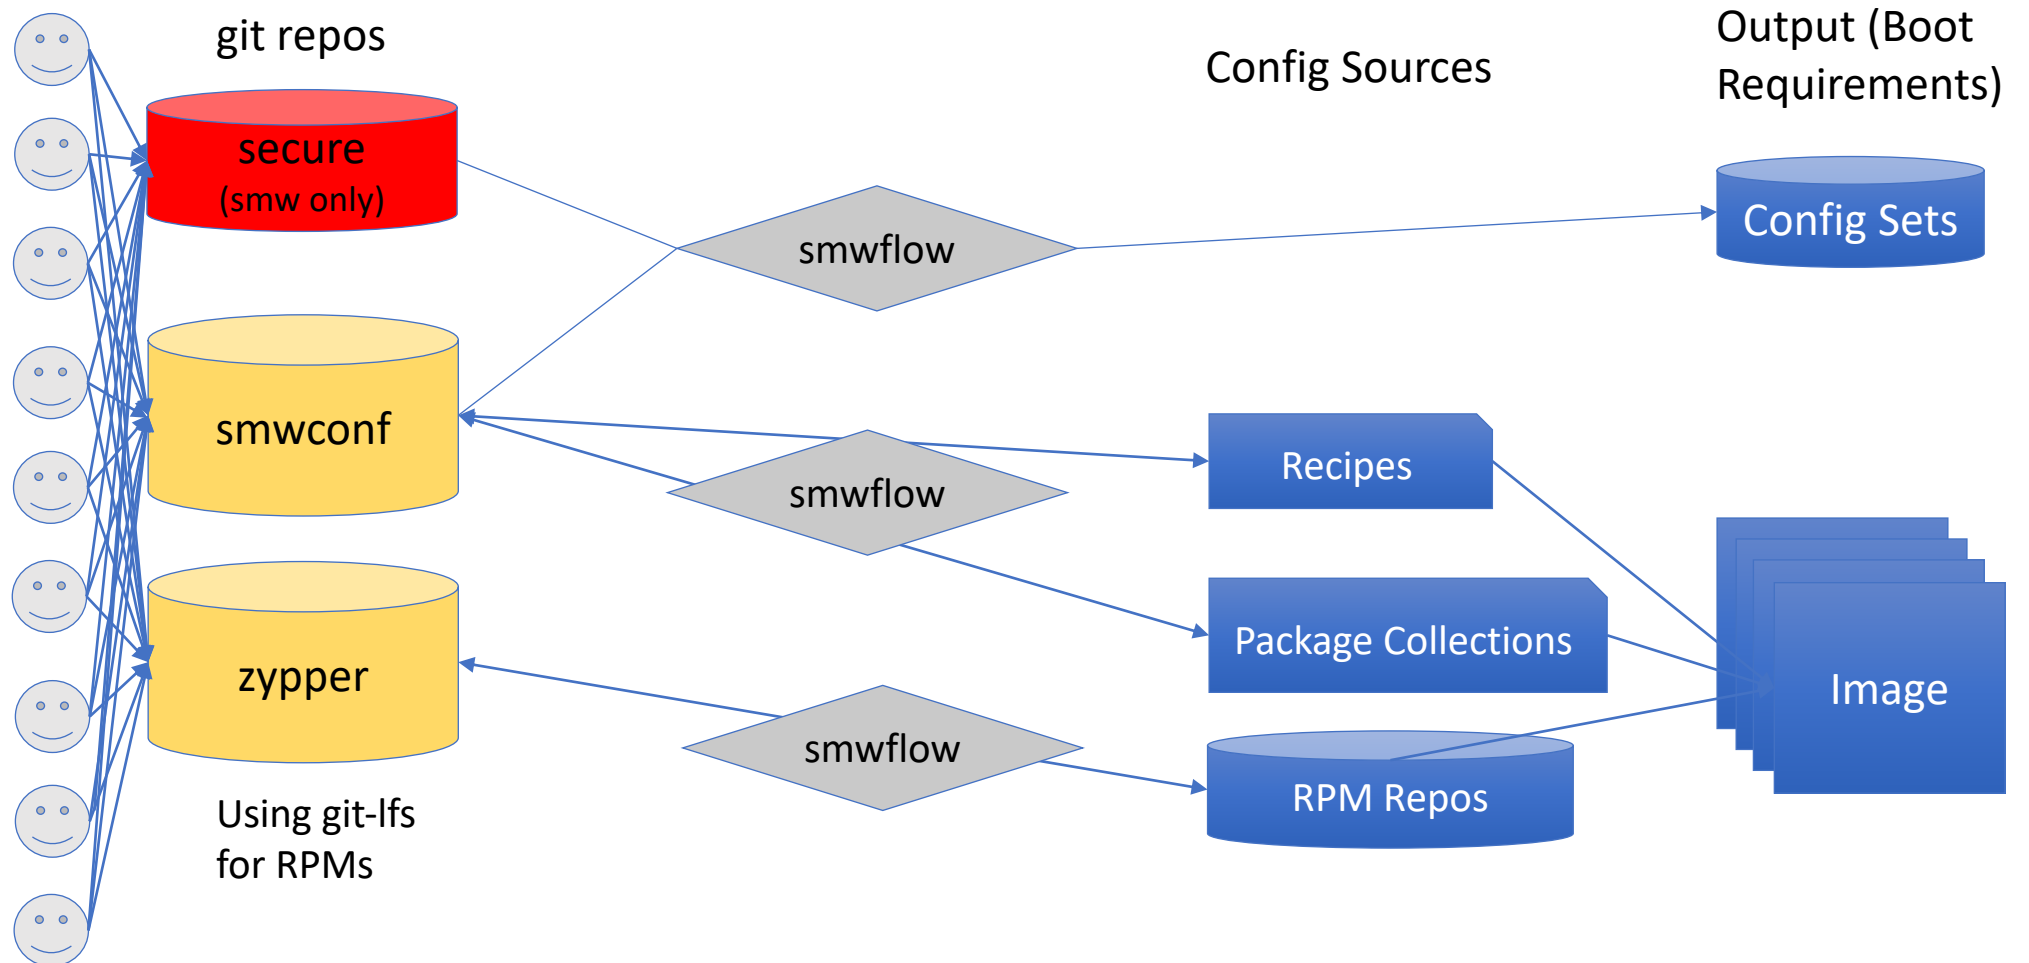 git repos
Config Sources
Output (Boot
Requirements)
secure
(smw only)
smwflow
Config Sets
smwconf
smwflow
Recipes
Package Collections
zypper
smwflow
RPM Repos
Image
Using git-lfs
for RPMs